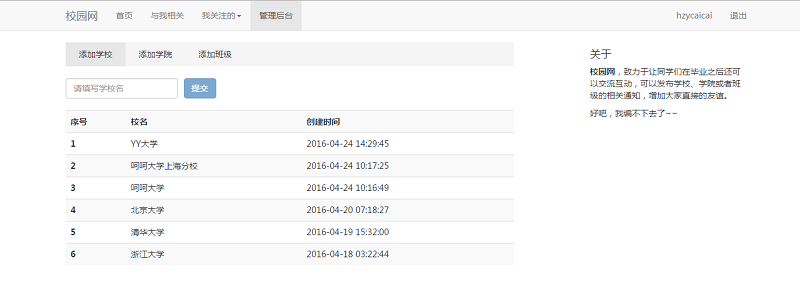 校园网 首页 与我相关 我关注的 管理后台 hzycaicai 退出
添加学校 添加学院 添加班级
请填写学校名 提交
序号 校名 创建时间
1 YY大学 2016-04-24 14:29:45
2 呵呵大学上海分校 2016-04-24 10:17:25
3 呵呵大学 2016-04-24 10:16:49
4 北京大学 2016-04-20 07:18:27
5 清华大学 2016-04-19 15:32:00
6 浙江大学 2016-04-18 03:22:44
关于
校园网，致力于让同学们在毕业之后还可
以交流互动，可以发布学校、学院或者班
级的相关通知，增加大家直接的友谊。
好吧，我编不下去了~~